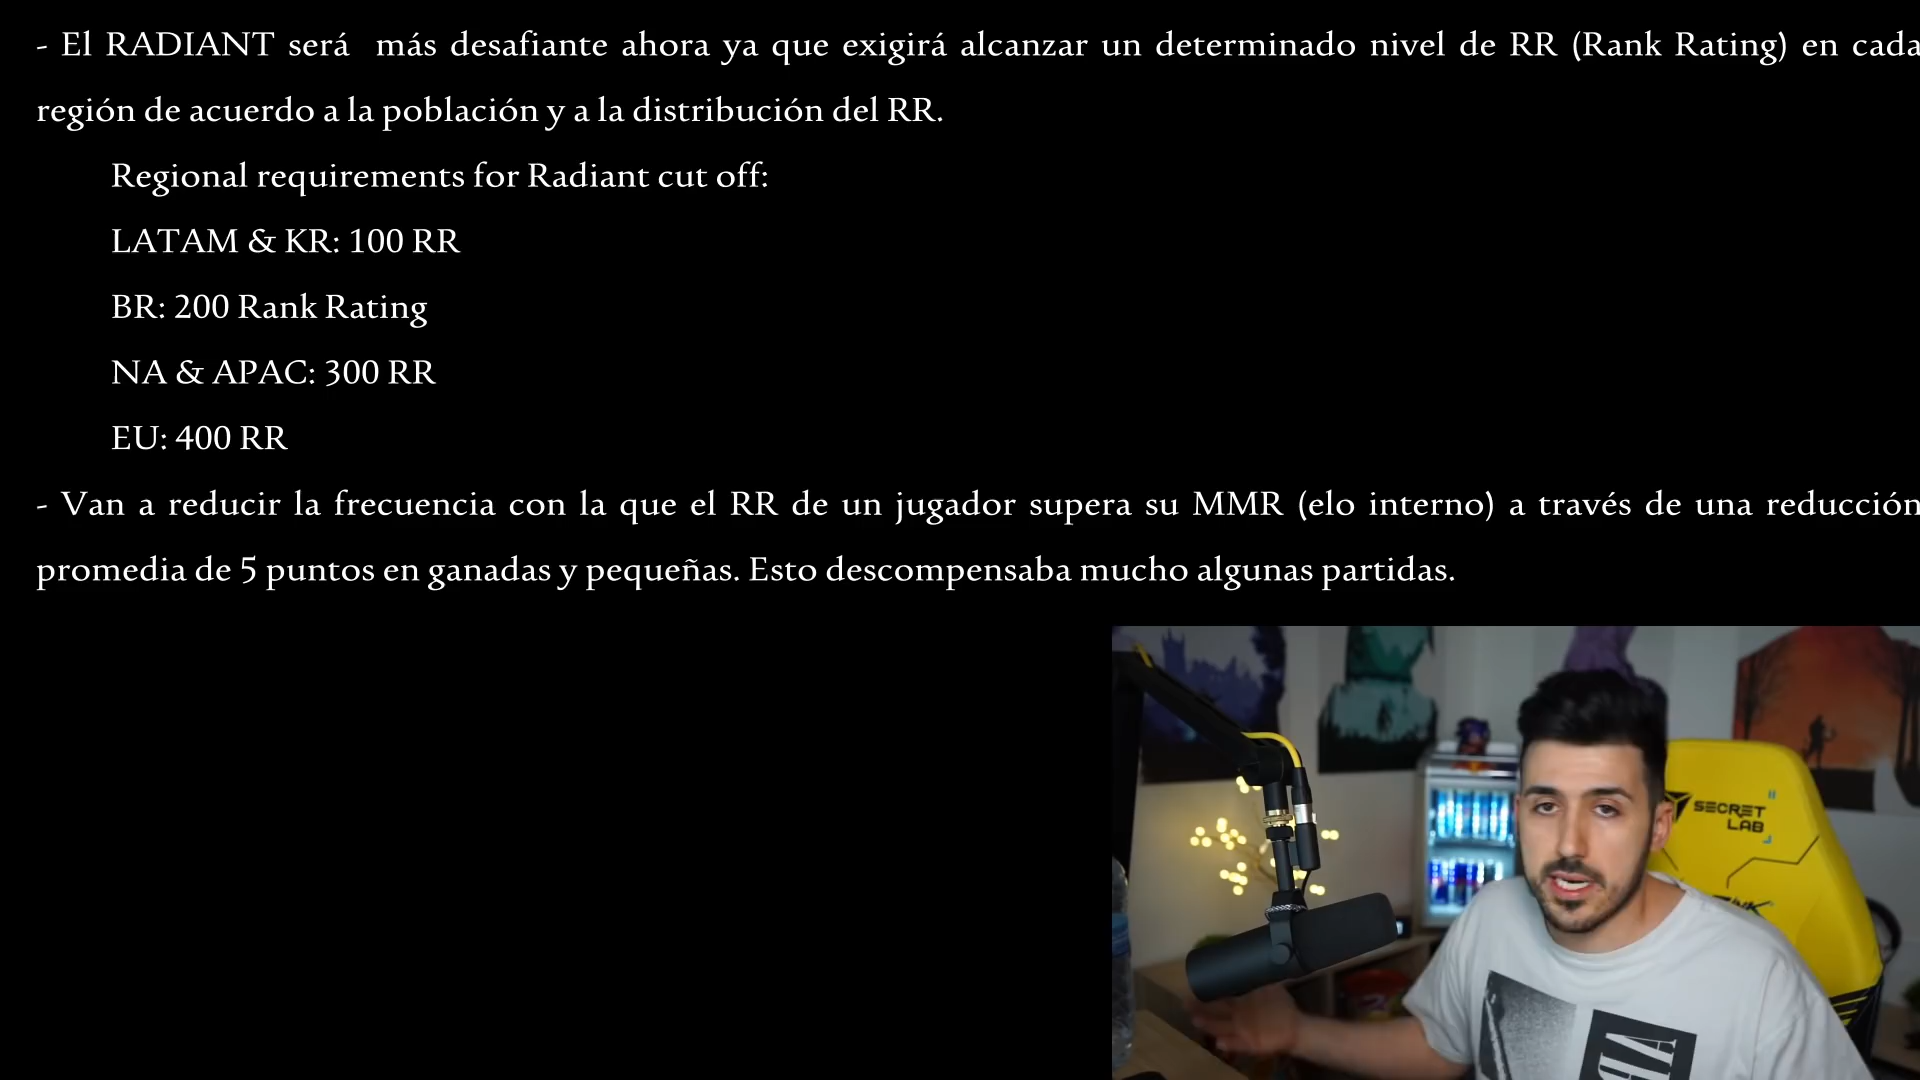 - El RADIANT será más desafiante ahora ya que exigirá alcanzar un determinado nivel de RR (Rank Rating) en cada
región de acuerdo a la población y a la distribución del RR.
Regional requirements for Radiant cut off:
LATAM & KR: 100 RR
BR: 200 Rank Rating
NA & APAC: 300 RR
EU: 400 RR
- Van a reducir la frecuencia con la que el RR de un jugador supera su MMR (elo interno) a través de una reducción
promedia de 5 puntos en ganadas y pequeñas. Esto descompensaba mucho algunas partidas.
SECRET
LAB